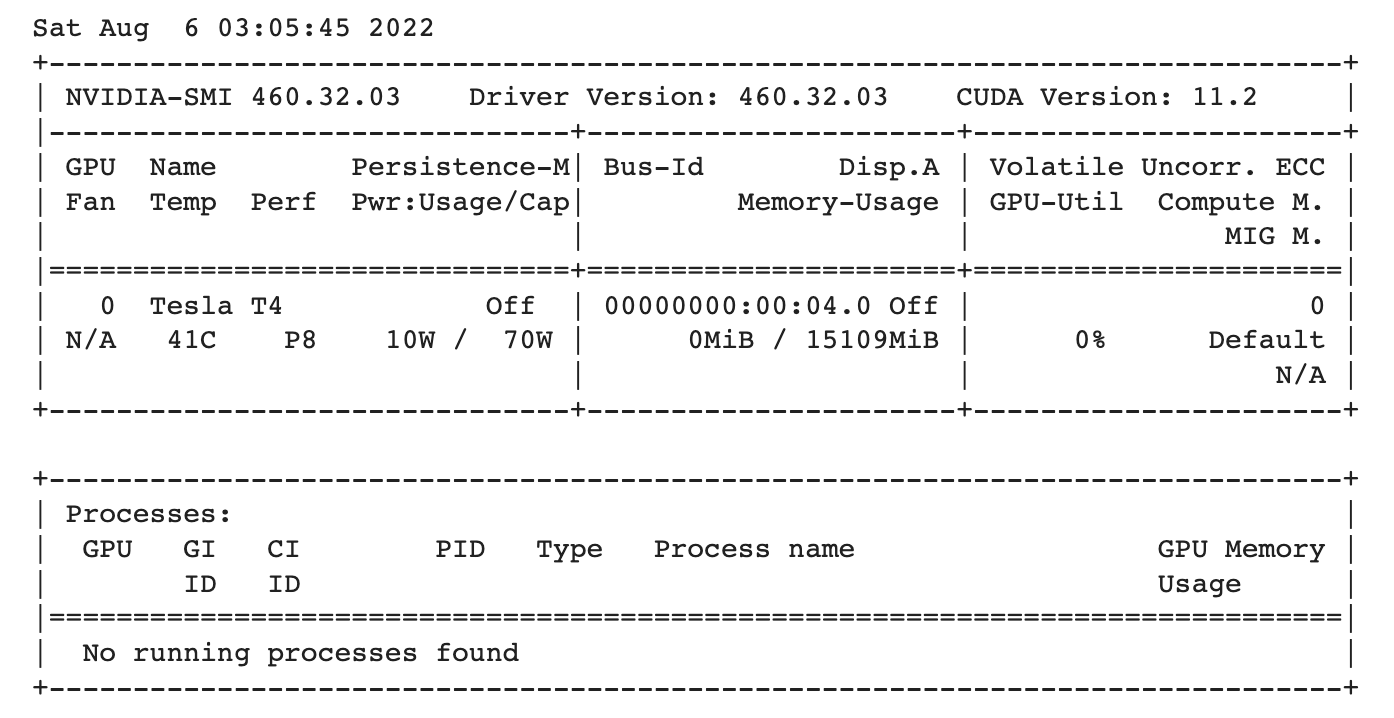 Sat Aug  6 03:05:45 2022
+-----------------------------------------------------------------------------+
| NVIDIA-SMI 460.32.03    Driver Version: 460.32.03    CUDA Version: 11.2     |
|-------------------------------+----------------------+----------------------+
| GPU  Name        Persistence-M| Bus-Id        Disp.A | Volatile Uncorr. ECC |
| Fan  Temp  Perf  Pwr:Usage/Cap|         Memory-Usage | GPU-Util  Compute M. |
|                               |                      |               MIG M. |
|===============================+======================+======================|
|   0  Tesla T4            Off  | 00000000:00:04.0 Off |                    0 |
| N/A   41C    P8    10W /  70W |      0MiB / 15109MiB |      0%      Default |
|                               |                      |                  N/A |
+-------------------------------+----------------------+----------------------+

+-----------------------------------------------------------------------------+
| Processes:                                                                  |
|  GPU   GI   CI        PID   Type   Process name                  GPU Memory |
|        ID   ID                                                   Usage      |
|=============================================================================|
|  No running processes found                                                 |
+-----------------------------------------------------------------------------+